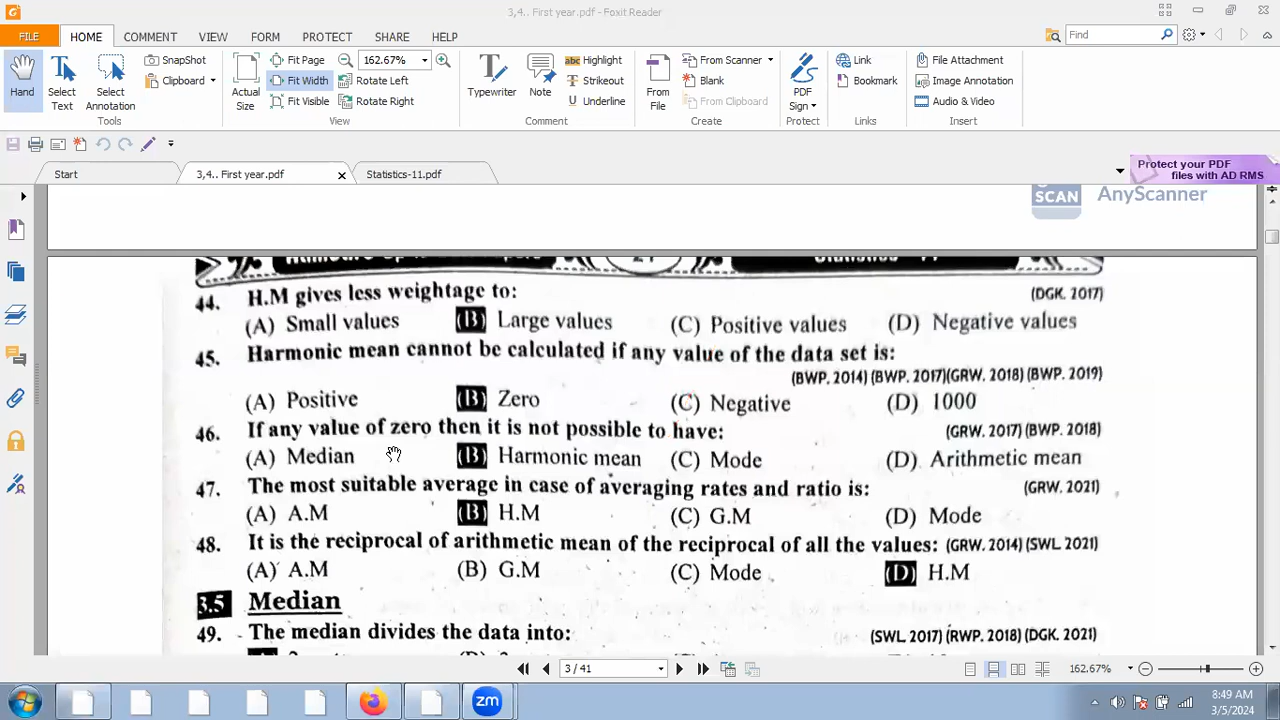 3,4.. First year.pdf - Foxit Reader
FILE HOME COMMENT VIEW FORM PROTECT SHARE HELP
Find
Hand
Select Text
Select Annotation
SnapShot
Clipboard
Tools
Actual Size
Fit Page
Fit Width
Fit Visible
162.67%
Rotate Left
Rotate Right
View
Typewriter
Note
Highlight
Strikeout
Underline
Comment
From File
From Scanner
Blank
From Clipboard
Create
PDF Sign
Protect
Link
Bookmark
Links
File Attachment
Image Annotation
Audio & Video
Insert
Start
3,4.. First year.pdf
Statistics-11.pdf
Protect your PDF
files with AD RMS
SCAN AnyScanner
44. H.M gives less weightage to: (DGK. 2017)
(A) Small values (B) Large values (C) Positive values (D) Negative values
45. Harmonic mean cannot be calculated if any value of the data set is:
(BWP. 2014) (BWP. 2017)(GRW. 2018) (BWP. 2019)
(A) Positive (B) Zero (C) Negative (D) 1000
46. If any value of zero then it is not possible to have: (GRW. 2017) (BWP. 2018)
(A) Median (B) Harmonic mean (C) Mode (D) Arithmetic mean
47. The most suitable average in case of averaging rates and ratio is: (GRW. 2021)
(A) A.M (B) H.M (C) G.M (D) Mode
48. It is the reciprocal of arithmetic mean of the reciprocal of all the values: (GRW. 2014) (SWL. 2021)
(A) A.M (B) G.M (C) Mode (D) H.M
3.5 Median
49. The median divides the data into: (SWL. 2017) (RWP. 2018) (DGK. 2021)
3 / 41
162.67%
zm
8:49 AM
3/5/2024